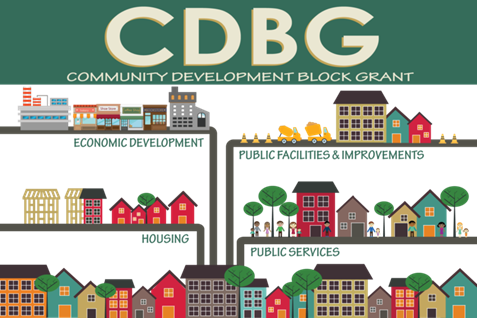 CDBG
COMMUNITY DEVELOPMENT BLOCK GRANT
ECONOMIC DEVELOPMENT
PUBLIC FACILITIES & IMPROVEMENTS
HOUSING
PUBLIC SERVICES